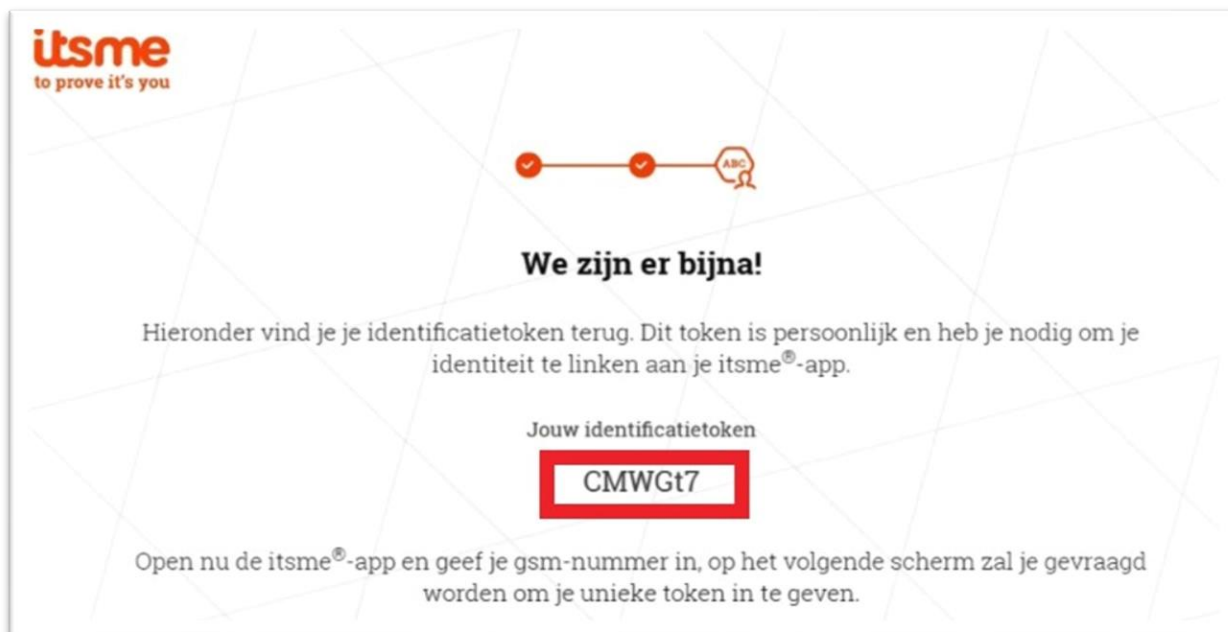 itsme
to prove it's you
ABC
We zijn er bijna!
Hieronder vind je je identificatietoken terug. Dit token is persoonlijk en heb je nodig om je
identiteit te linken aan je itsme®-app.
Jouw identificatietoken
CMWGt7
Open nu de itsme®-app en geef je gsm-nummer in, op het volgende scherm zal je gevraagd
worden om je unieke token in te geven.